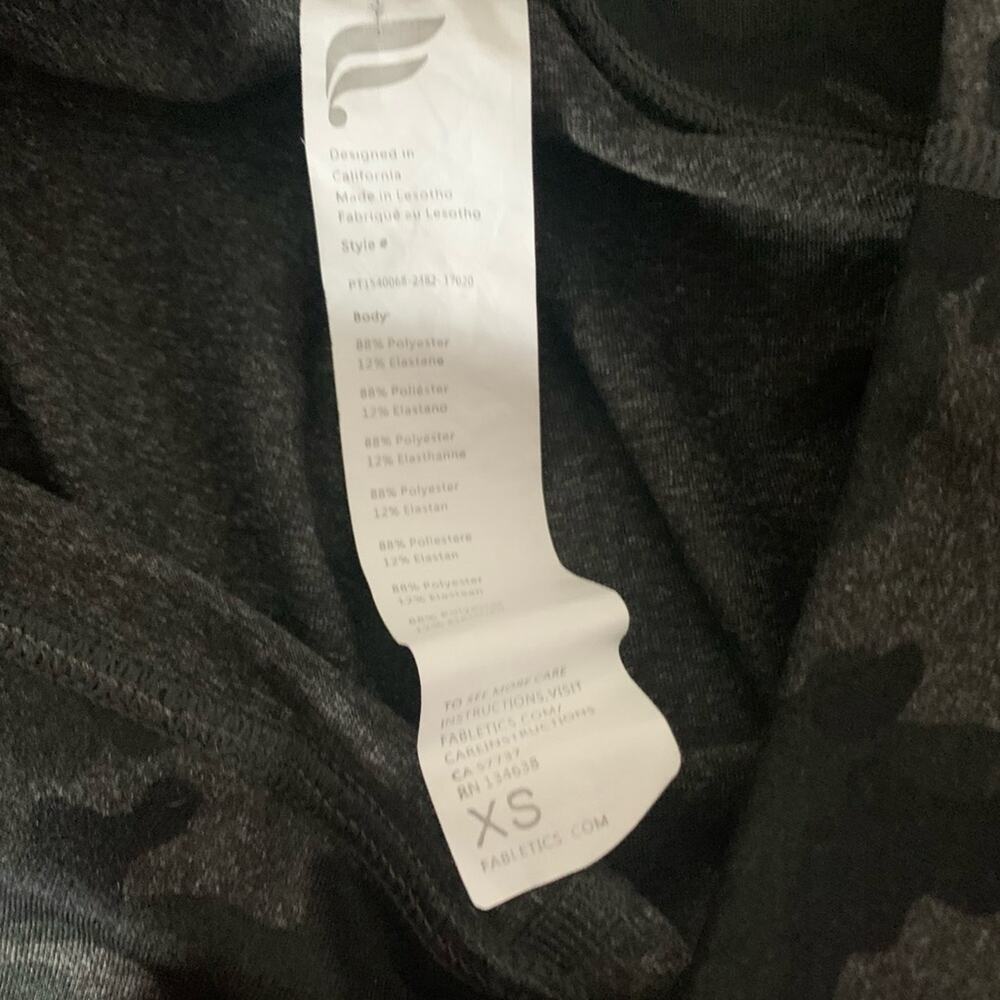 Designed in
California
Made in Lesotho
Fabriqué au Lesotho
Style #
PT1540068-2482-17020
Body
88% Polyester
12% Elastane
88% Poliéster
12% Elastano
88% Polyester
12% Elasthanne
88% Polyester
12% Elastan
88% Poliestere
12% Elastan
88% Polyester
12% Elastaan
88% Polyester
TO SEE MORE CARE
INSTRUCTIONS,VISIT
FABLETICS.COM/
CAREINSTRUCTIONS
CA 57737
RN 134638
XS
FABLETICS.COM